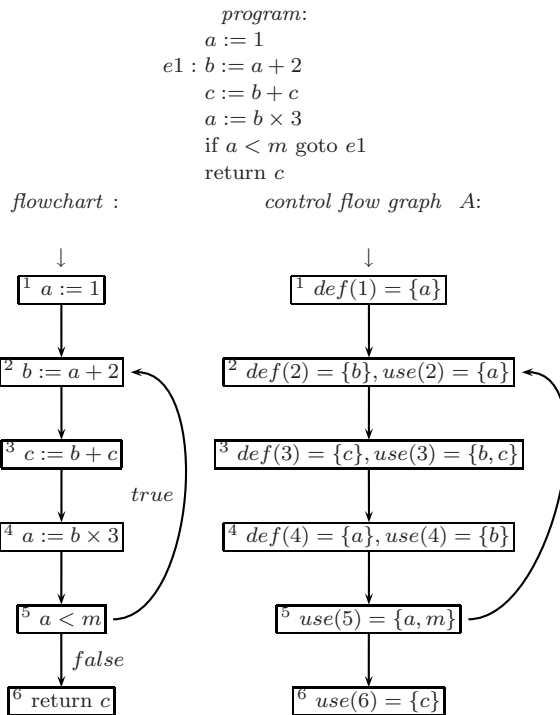 program:
a := 1
e1 : b := a + 2
c := b + c
a := b × 3
if a < m goto e1
return c
flowchart :
control flow graph A:
↓
↓
1 a := 1
1 def(1) = {a}
2 b := a + 2
2 def(2) = {b}, use(2) = {a}
3 c := b + c
3 def(3) = {c}, use(3) = {b, c}
true
4 a := b × 3
4 def(4) = {a}, use(4) = {b}
5 a < m
5 use(5) = {a, m}
false
6 return c
6 use(6) = {c}